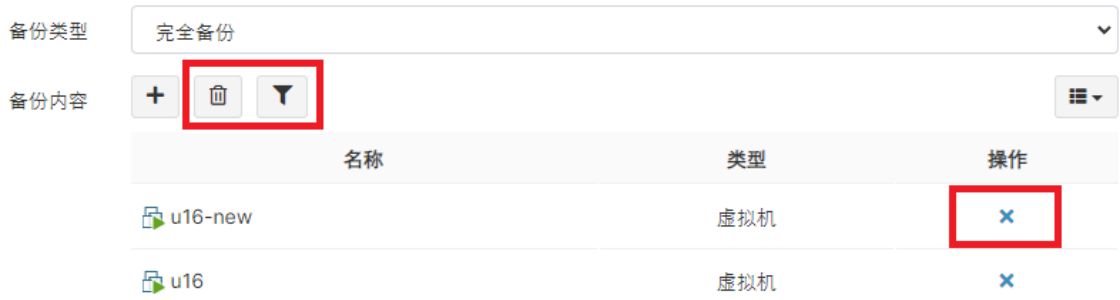 备份类型 完全备份
备份内容
名称 类型 操作
u16-new 虚拟机
u16 虚拟机